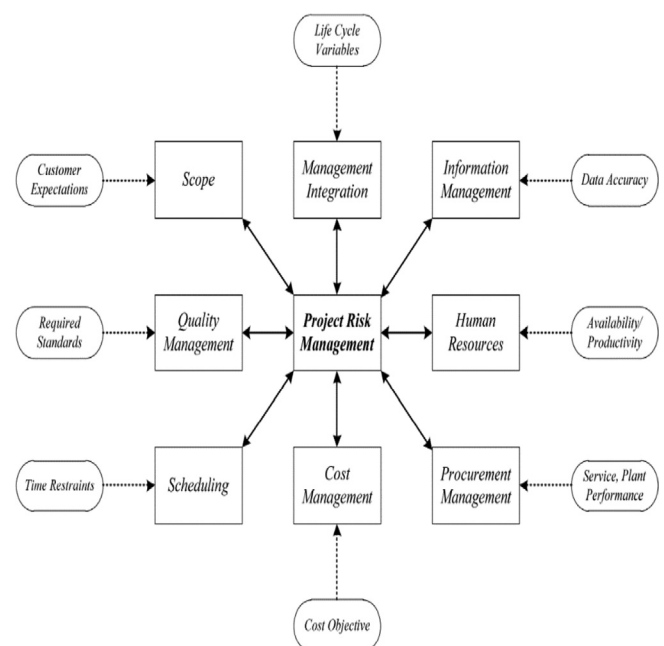 Life Cycle
Variables
Customer
Expectations
Scope
Management
Integration
Information
Management
Data Accuracy
Required
Standards
Quality
Management
Project Risk
Management
Human
Resources
Availability/
Productivity
Time Restraints
Scheduling
Cost
Management
Procurement
Management
Service, Plant
Performance
Cost Objective